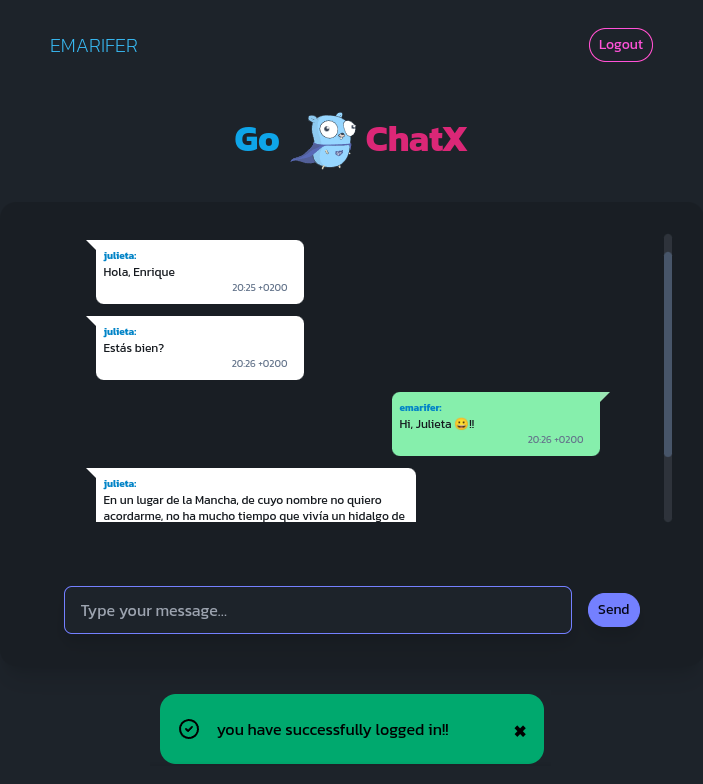 EMARIFER
Logout
Go ChatX
julieta:
Hola, Enrique
20:25 +0200
julieta:
Estás bien?
20:26 +0200
emarifer:
Hi, Julieta 😀!!
20:26 +0200
julieta:
En un lugar de la Mancha, de cuyo nombre no quiero
acordarme, no ha mucho tiempo que vivía un hidalgo de
Type your message...
Send
you have successfully logged in!!